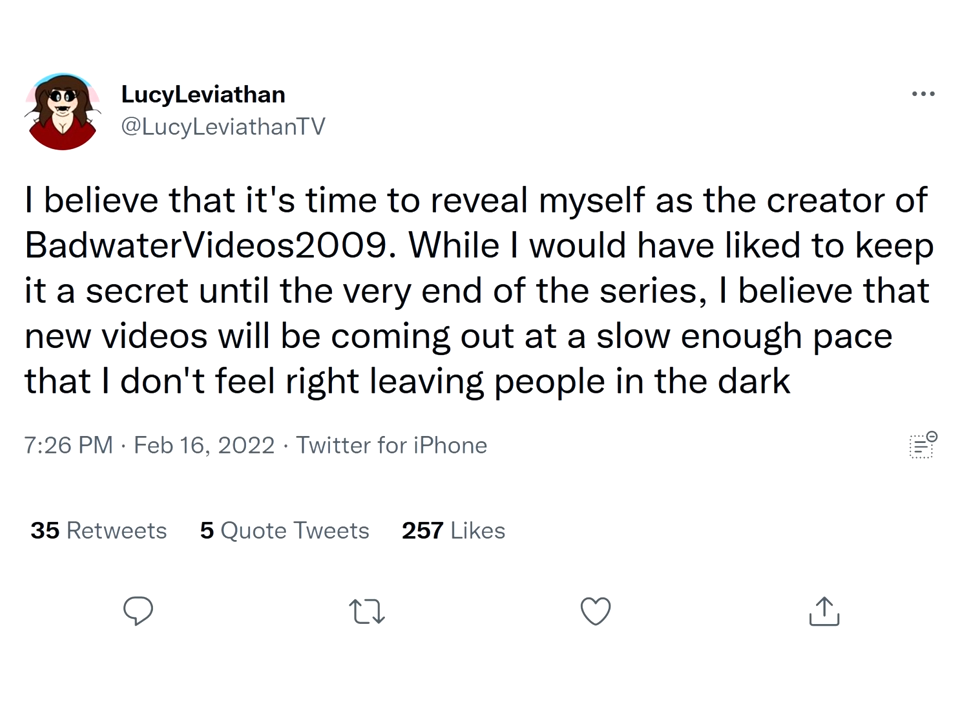 LucyLeviathan
@LucyLeviathanTV
I believe that it's time to reveal myself as the creator of
BadwaterVideos2009. While I would have liked to keep
it a secret until the very end of the series, I believe that
new videos will be coming out at a slow enough pace
that I don't feel right leaving people in the dark
7:26 PM · Feb 16, 2022 · Twitter for iPhone
35 Retweets 5 Quote Tweets 257 Likes